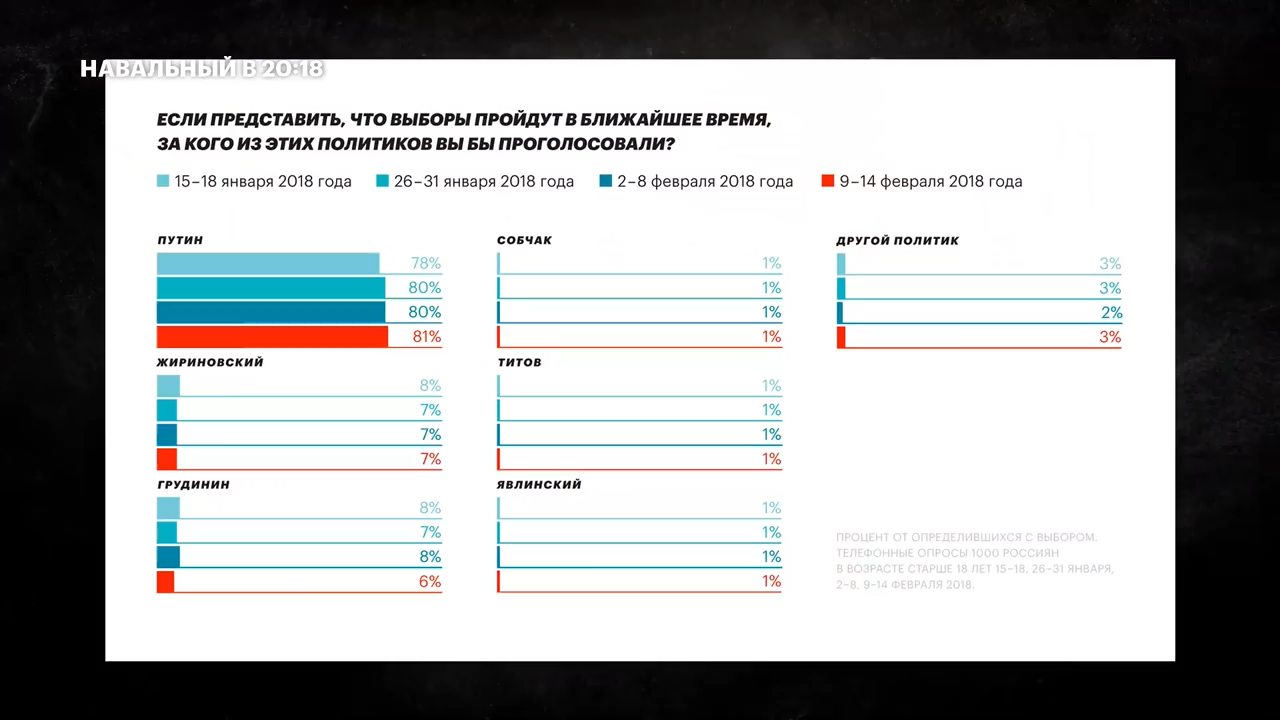 НАВАЛЬНЫЙ В 20:18
ЕСЛИ ПРЕДСТАВИТЬ, ЧТО ВЫБОРЫ ПРОЙДУТ В БЛИЖАЙШЕЕ ВРЕМЯ,
ЗА КОГО ИЗ ЭТИХ ПОЛИТИКОВ ВЫ БЫ ПРОГОЛОСОВАЛИ?
15–18 января 2018 года
26–31 января 2018 года
2–8 февраля 2018 года
9–14 февраля 2018 года
ПУТИН
78%
80%
80%
81%
ЖИРИНОВСКИЙ
8%
7%
7%
7%
ГРУДИНИН
8%
7%
8%
6%
СОБЧАК
1%
1%
1%
1%
ТИТОВ
1%
1%
1%
1%
ЯВЛИНСКИЙ
1%
1%
1%
1%
ДРУГОЙ ПОЛИТИК
3%
3%
2%
3%
ПРОЦЕНТ ОТ ОПРЕДЕЛИВШИХСЯ С ВЫБОРОМ.
ТЕЛЕФОННЫЕ ОПРОСЫ 1000 РОССИЯН
В ВОЗРАСТЕ СТАРШЕ 18 ЛЕТ 15–18, 26–31 ЯНВАРЯ,
2–8, 9–14 ФЕВРАЛЯ 2018.